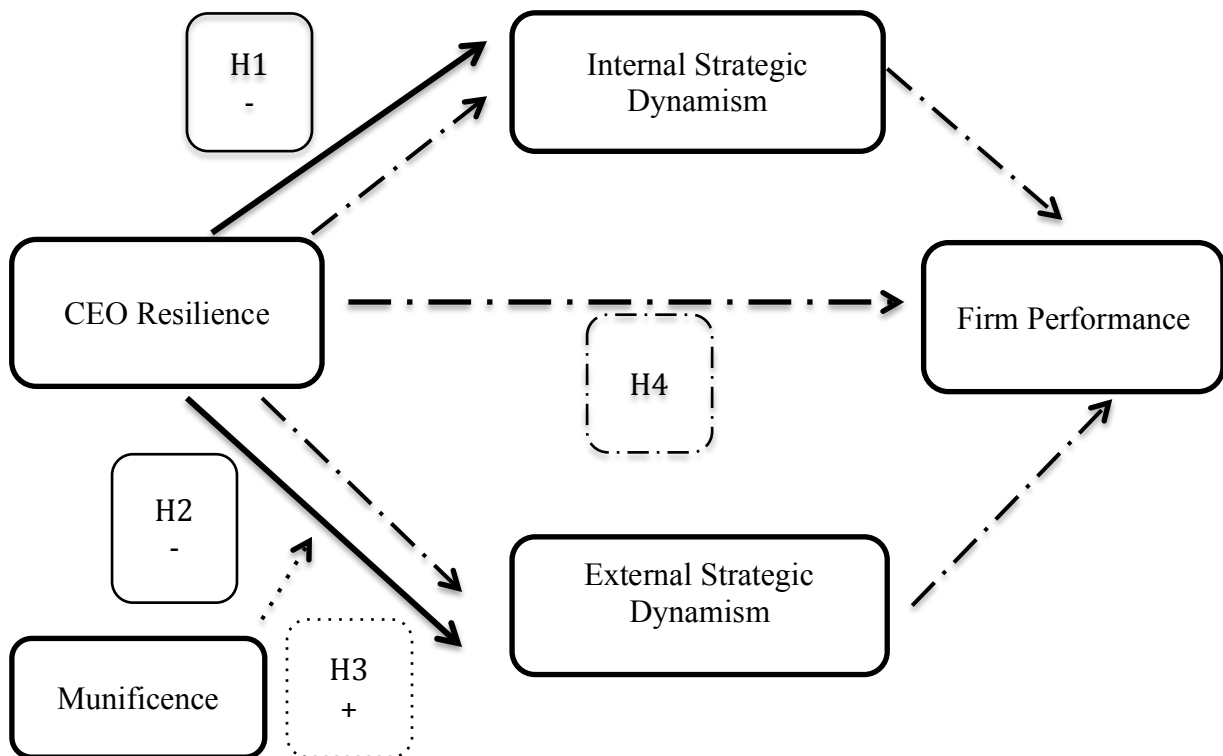 H1
-
Internal Strategic
Dynamism
CEO Resilience
Firm Performance
H4
H2
-
External Strategic
Dynamism
Munificence
H3
+